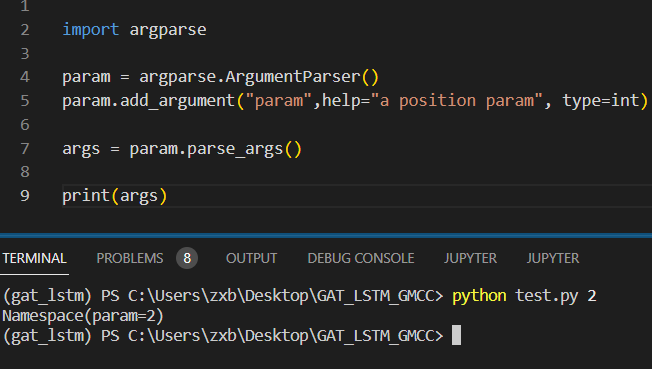 1
2 import argparse
3
4 param = argparse.ArgumentParser()
5 param.add_argument("param",help="a position param", type=int)
6
7 args = param.parse_args()
8
9 print(args)
TERMINAL PROBLEMS 8 OUTPUT DEBUG CONSOLE JUPYTER JUPYTER
(gat_lstm) PS C:\Users\zxb\Desktop\GAT_LSTM_GMCC> python test.py 2
Namespace(param=2)
(gat_lstm) PS C:\Users\zxb\Desktop\GAT_LSTM_GMCC>